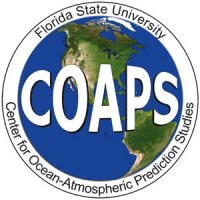 Florida State University
COAPS
Center for Ocean-Atmospheric Prediction Studies